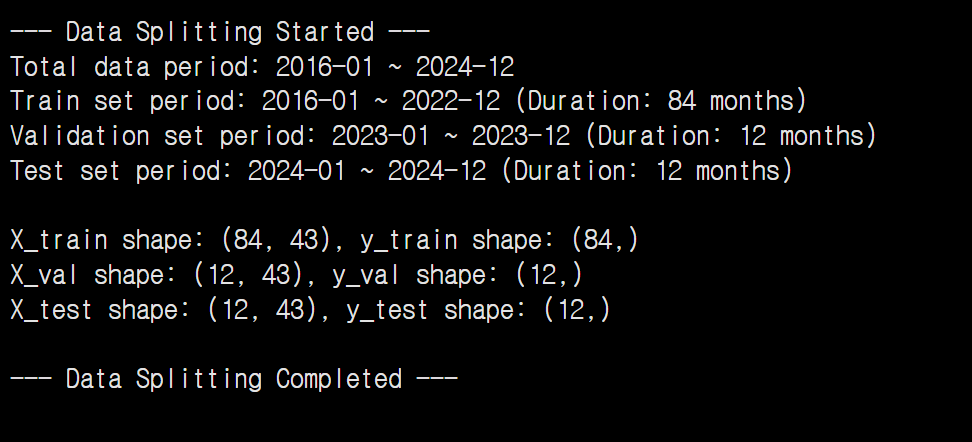 --- Data Splitting Started ---
Total data period: 2016-01 ~ 2024-12
Train set period: 2016-01 ~ 2022-12 (Duration: 84 months)
Validation set period: 2023-01 ~ 2023-12 (Duration: 12 months)
Test set period: 2024-01 ~ 2024-12 (Duration: 12 months)
X_train shape: (84, 43), y_train shape: (84,)
X_val shape: (12, 43), y_val shape: (12,)
X_test shape: (12, 43), y_test shape: (12,)
--- Data Splitting Completed ---